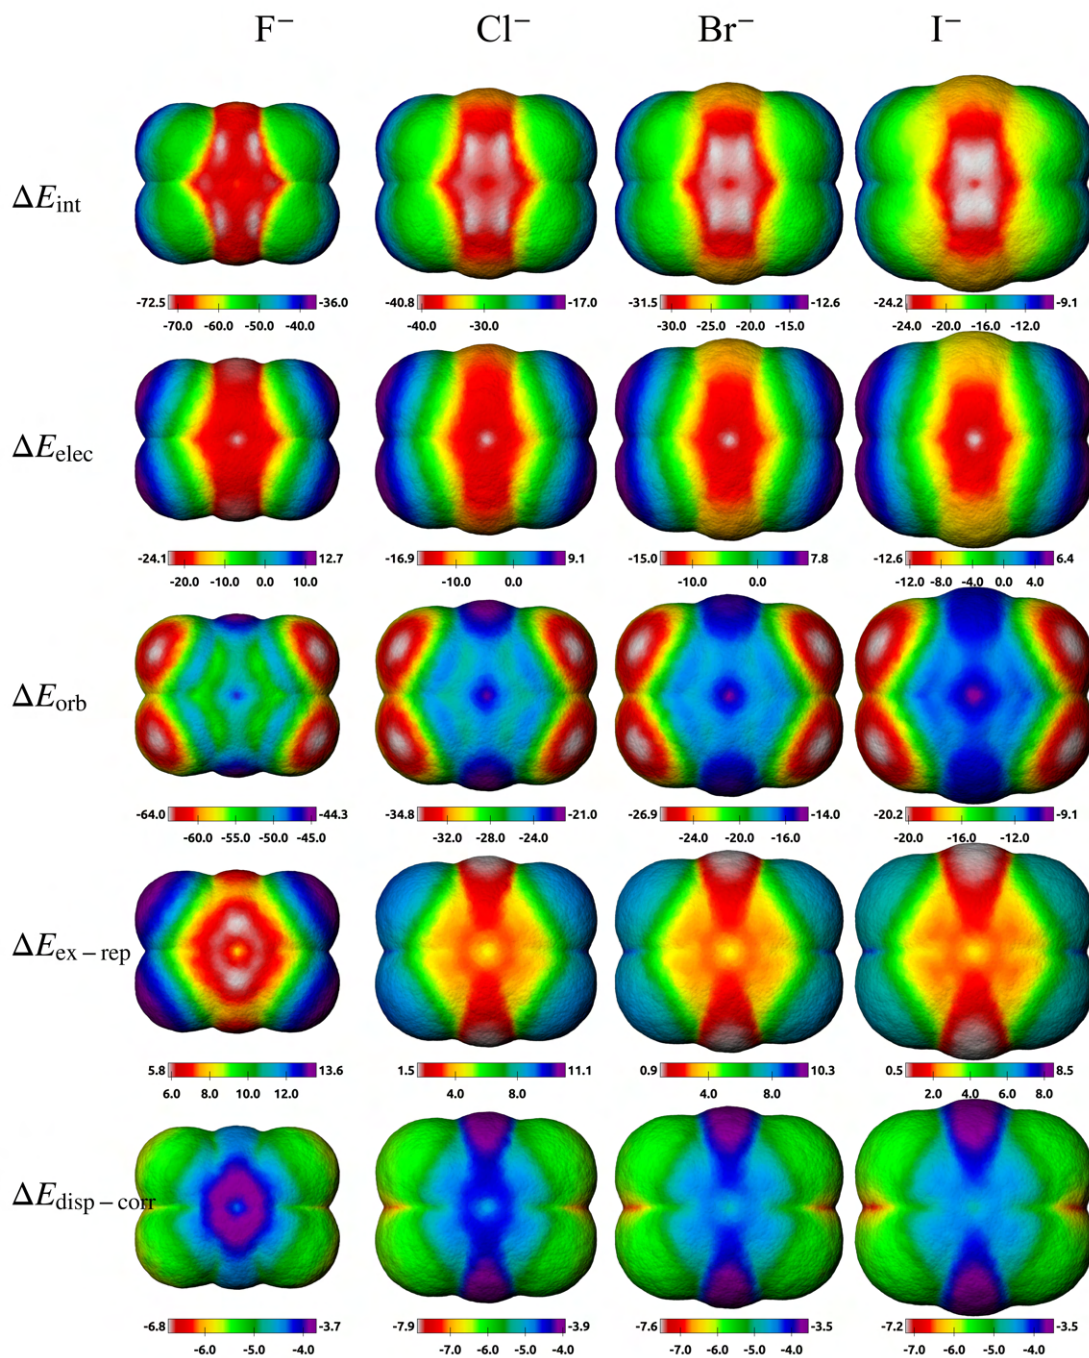 F− Cl− Br− I−
ΔE_int
-72.5 -36.0 -40.8 -17.0 -31.5 -12.6 -24.2 -9.1
-70.0 -60.0 -50.0 -40.0 -40.0 -30.0 -30.0 -25.0 -20.0 -15.0 -24.0 -20.0 -16.0 -12.0
ΔE_elec
-24.1 12.7 -16.9 9.1 -15.0 7.8 -12.6 6.4
-20.0 -10.0 0.0 10.0 -10.0 0.0 -10.0 0.0 -12.0 -8.0 -4.0 0.0 4.0
ΔE_orb
-64.0 -44.3 -34.8 -21.0 -26.9 -14.0 -20.2 -9.1
-60.0 -55.0 -50.0 -45.0 -32.0 -28.0 -24.0 -24.0 -20.0 -16.0 -20.0 -15.0 -12.0
ΔE_ex − rep
5.8 13.6 1.5 11.1 0.9 10.3 0.5 8.5
6.0 8.0 10.0 12.0 4.0 8.0 4.0 8.0 2.0 4.0 6.0 8.0
ΔE_disp − corr
-6.8 -3.7 -7.9 -3.9 -7.6 -3.5 -7.2 -3.5
-6.0 -5.0 -4.0 -7.0 -6.0 -5.0 -4.0 -7.0 -6.0 -5.0 -4.0 -7.0 -6.0 -5.0 -4.0